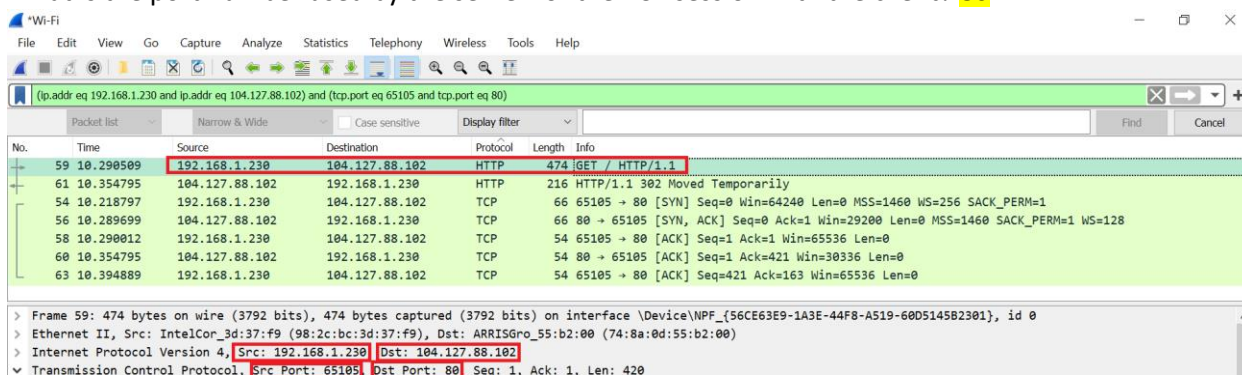 *Wi-Fi
File Edit View Go Capture Analyze Statistics Telephony Wireless Tools Help
(ip.addr eq 192.168.1.230 and ip.addr eq 104.127.88.102) and (tcp.port eq 65105 and tcp.port eq 80)
Packet list Narrow & Wide Case sensitive Display filter Find Cancel
No. Time Source Destination Protocol Length Info
59 10.290509 192.168.1.230 104.127.88.102 HTTP 474 GET / HTTP/1.1
61 10.354795 104.127.88.102 192.168.1.230 HTTP 216 HTTP/1.1 302 Moved Temporarily
54 10.218797 192.168.1.230 104.127.88.102 TCP 66 65105 → 80 [SYN] Seq=0 Win=64240 Len=0 MSS=1460 WS=256 SACK_PERM=1
56 10.289699 104.127.88.102 192.168.1.230 TCP 66 80 → 65105 [SYN, ACK] Seq=0 Ack=1 Win=29200 Len=0 MSS=1460 SACK_PERM=1 WS=128
58 10.290012 192.168.1.230 104.127.88.102 TCP 54 65105 → 80 [ACK] Seq=1 Ack=1 Win=65536 Len=0
60 10.354795 104.127.88.102 192.168.1.230 TCP 54 80 → 65105 [ACK] Seq=1 Ack=421 Win=30336 Len=0
63 10.394889 192.168.1.230 104.127.88.102 TCP 54 65105 → 80 [ACK] Seq=421 Ack=163 Win=65536 Len=0
> Frame 59: 474 bytes on wire (3792 bits), 474 bytes captured (3792 bits) on interface \Device\NPF_{56CE63E9-1A3E-44F8-A519-60D5145B2301}, id 0
> Ethernet II, Src: IntelCor_3d:37:f9 (98:2c:bc:3d:37:f9), Dst: ARRISGro_55:b2:00 (74:8a:0d:55:b2:00)
> Internet Protocol Version 4, Src: 192.168.1.230, Dst: 104.127.88.102
Transmission Control Protocol, Src Port: 65105, Dst Port: 80, Seq: 1, Ack: 1, Len: 420